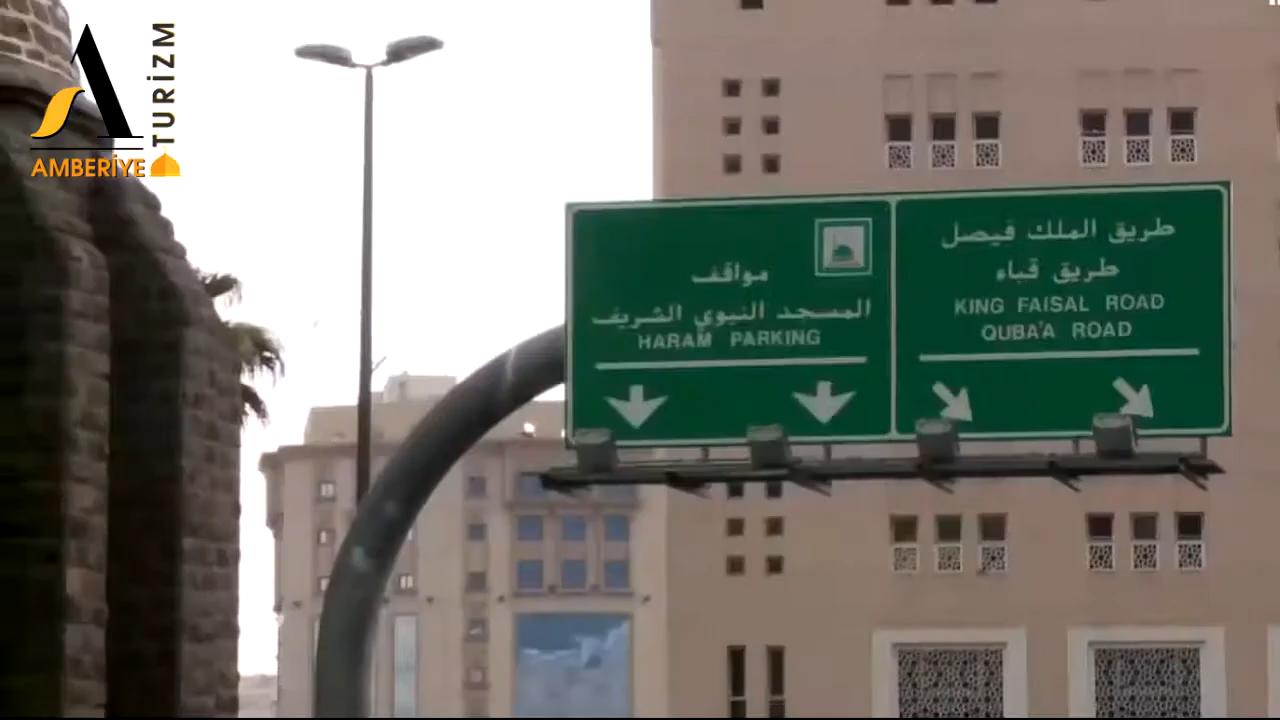 AMBERİYE
TURİZM
مواقف
المسجد النبوي الشريف
HARAM PARKING
طريق الملك فيصل
طريق قباء
KING FAISAL ROAD
QUBA'A ROAD